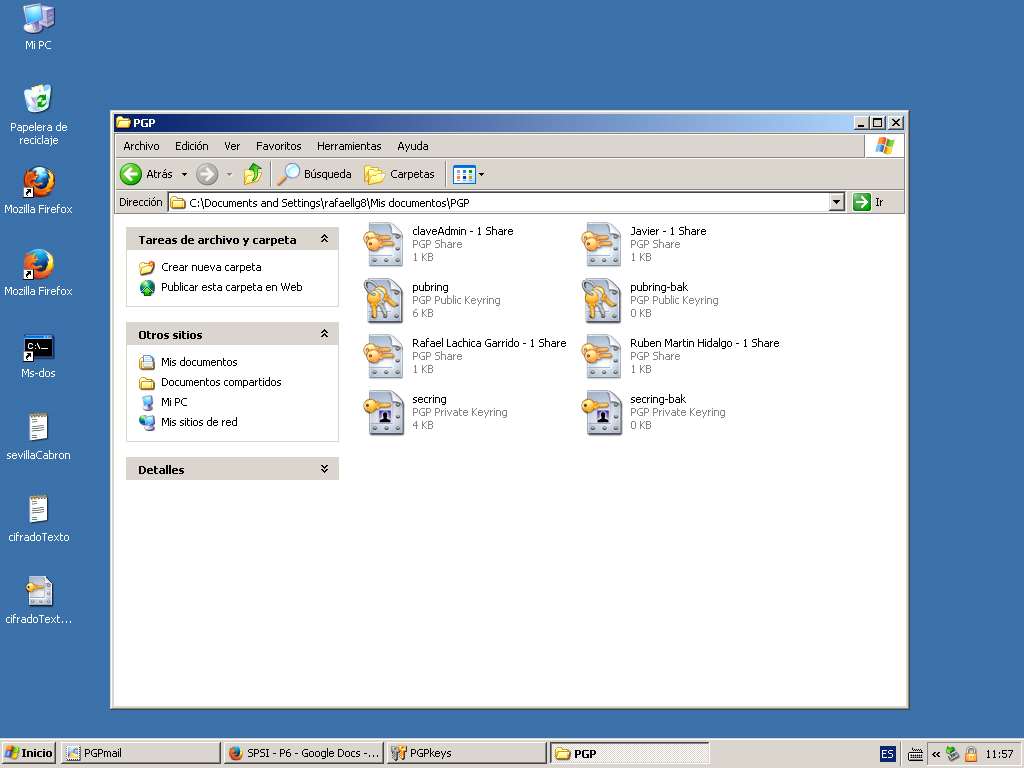 Mi PC
Papelera de
reciclaje
Mozilla Firefox
Mozilla Firefox
C:\_
Ms-dos
sevillaCabron
cifradoTexto
cifradoText...
PGP
Archivo Edición Ver Favoritos Herramientas Ayuda
Atrás Búsqueda Carpetas
Dirección C:\Documents and Settings\rafaellg8\Mis documentos\PGP Ir
Tareas de archivo y carpeta
Crear nueva carpeta
Publicar esta carpeta en Web
Otros sitios
Mis documentos
Documentos compartidos
Mi PC
Mis sitios de red
Detalles
claveAdmin - 1 Share
PGP Share
1 KB
Javier - 1 Share
PGP Share
1 KB
pubring
PGP Public Keyring
6 KB
pubring-bak
PGP Public Keyring
0 KB
Rafael Lachica Garrido - 1 Share
PGP Share
1 KB
Ruben Martin Hidalgo - 1 Share
PGP Share
1 KB
secring
PGP Private Keyring
4 KB
secring-bak
PGP Private Keyring
0 KB
Inicio PGPmail SPSI - P6 - Google Docs -... PGPkeys PGP ES « 11:57